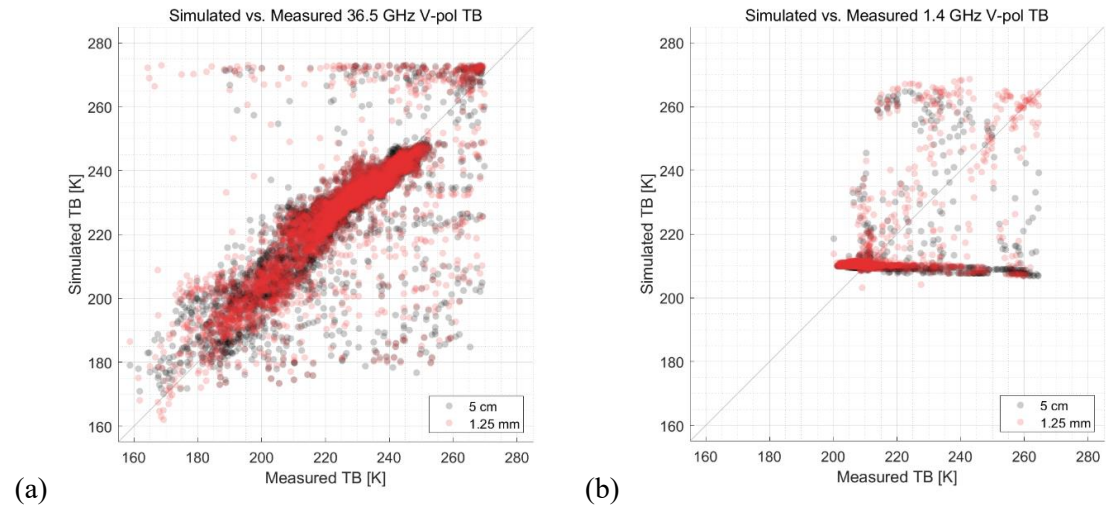 Simulated vs. Measured 36.5 GHz V-pol TB
280
260
240
220
200
180
160
Simulated TB [K]
5 cm
1.25 mm
160 180 200 220 240 260 280
Measured TB [K]
(a)
Simulated vs. Measured 1.4 GHz V-pol TB
280
260
240
220
200
180
160
Simulated TB [K]
5 cm
1.25 mm
160 180 200 220 240 260 280
Measured TB [K]
(b)